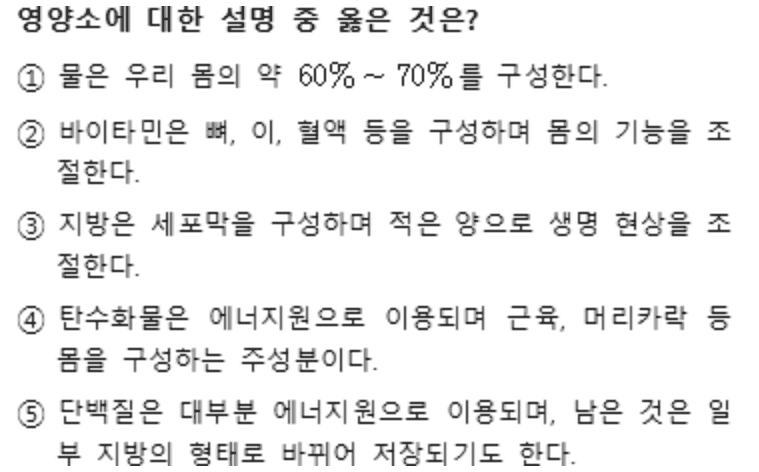 영양소에 대한 설명 중 옳은 것은?
① 물은 우리 몸의 약 60%~70%를 구성한다.
② 바이타민은 뼈, 이, 혈액 등을 구성하며 몸의 기능을 조
절한다.
③ 지방은 세포막을 구성하며 적은 양으로 생명 현상을 조
절한다.
④ 탄수화물은 에너지원으로 이용되며 근육, 머리카락 등
몸을 구성하는 주성분이다.
⑤ 단백질은 대부분 에너지원으로 이용되며, 남은 것은 일
부 지방의 형태로 바뀌어 저장되기도 한다.